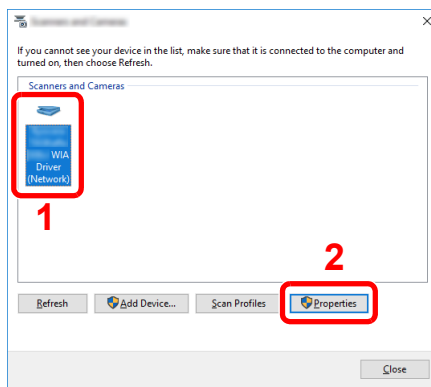 If you cannot see your device in the list, make sure that it is connected to the computer and
turned on, then choose Refresh.
Scanners and Cameras
WIA
Driver
(Network)
1
2
Refresh
Add Device...
Scan Profiles
Properties
Close